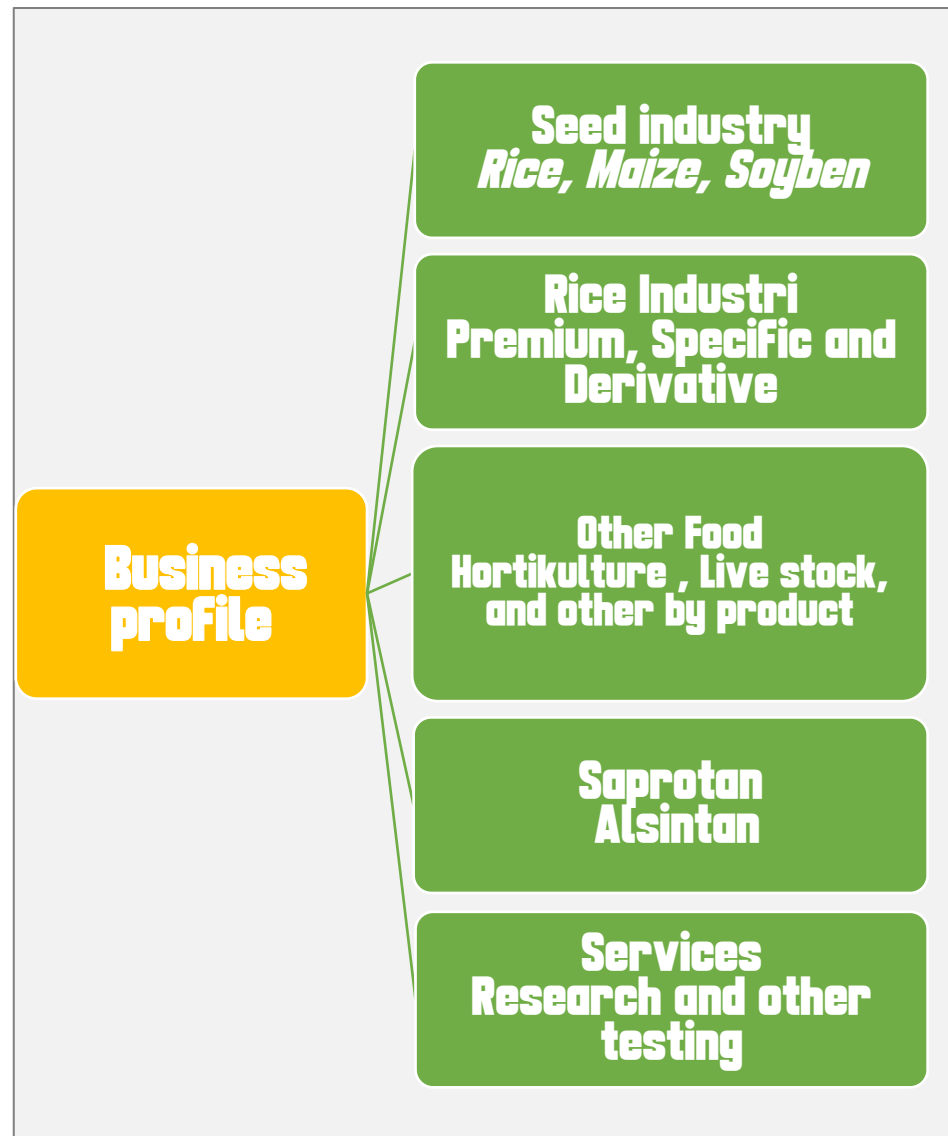 Business
profile
Seed industry
Rice, Maize, Soyben
Rice Industri
Premium, Specific and
Derivative
Other Food
Hortikulture , Live stock,
and other by product
Saprotan
Alsintan
Services
Research and other
testing